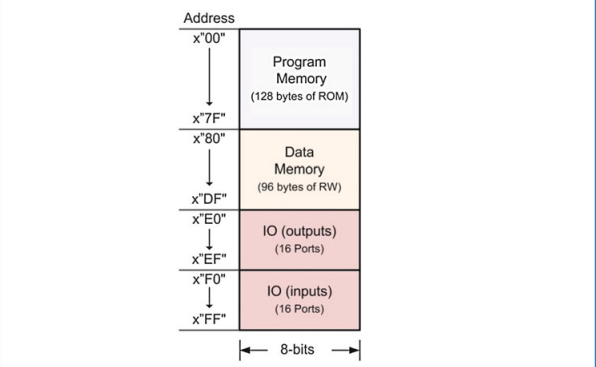 Address
x"00"
Program
Memory
(128 bytes of ROM)
x"7F"
x"80"
Data
Memory
(96 bytes of RW)
x"DF"
x"E0"
IO (outputs)
(16 Ports)
x"EF"
x"F0"
IO (inputs)
(16 Ports)
x"FF"
8-bits